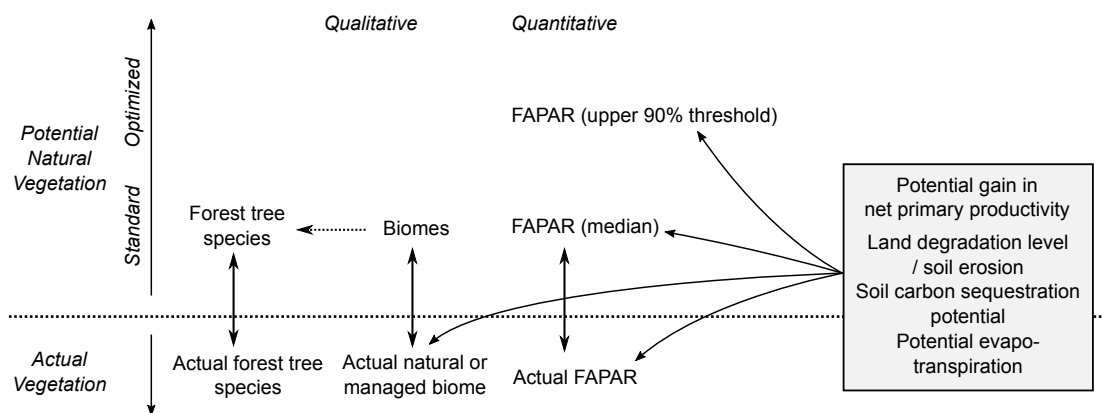 Qualitative
Quantitative
Potential
Natural
Vegetation
Optimized
Standard
FAPAR (upper 90% threshold)
Forest tree
species
Biomes
FAPAR (median)
Potential gain in
net primary productivity
Land degradation level
/ soil erosion
Soil carbon sequestration
potential
Potential evapo-
transpiration
Actual
Vegetation
Actual forest tree
species
Actual natural or
managed biome
Actual FAPAR